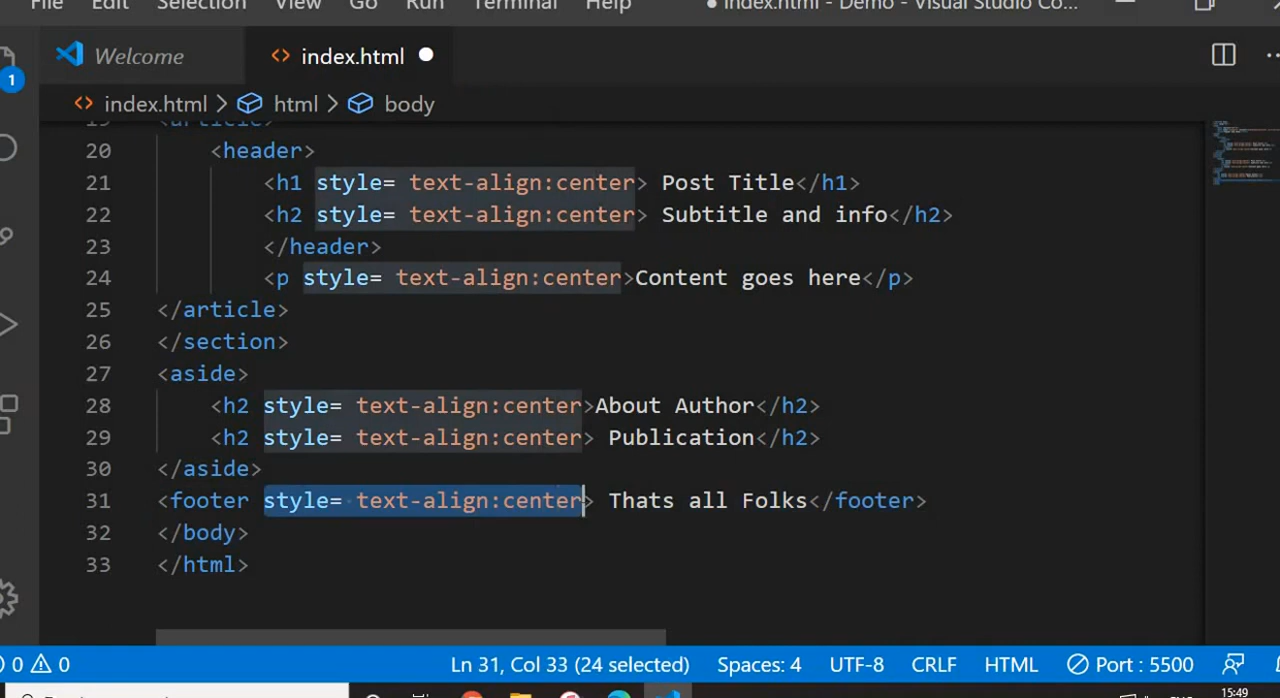 File Edit Selection View Go Run Terminal Help ● index.html - Demo - Visual Studio Co...
Welcome index.html
1
index.html > html > body
19 <article>
20 <header>
21 <h1 style= text-align:center> Post Title</h1>
22 <h2 style= text-align:center> Subtitle and info</h2>
23 </header>
24 <p style= text-align:center>Content goes here</p>
25 </article>
26 </section>
27 <aside>
28 <h2 style= text-align:center>About Author</h2>
29 <h2 style= text-align:center> Publication</h2>
30 </aside>
31 <footer style= text-align:center> Thats all Folks</footer>
32 </body>
33 </html>
0 0 Ln 31, Col 33 (24 selected) Spaces: 4 UTF-8 CRLF HTML Port : 5500
15:49